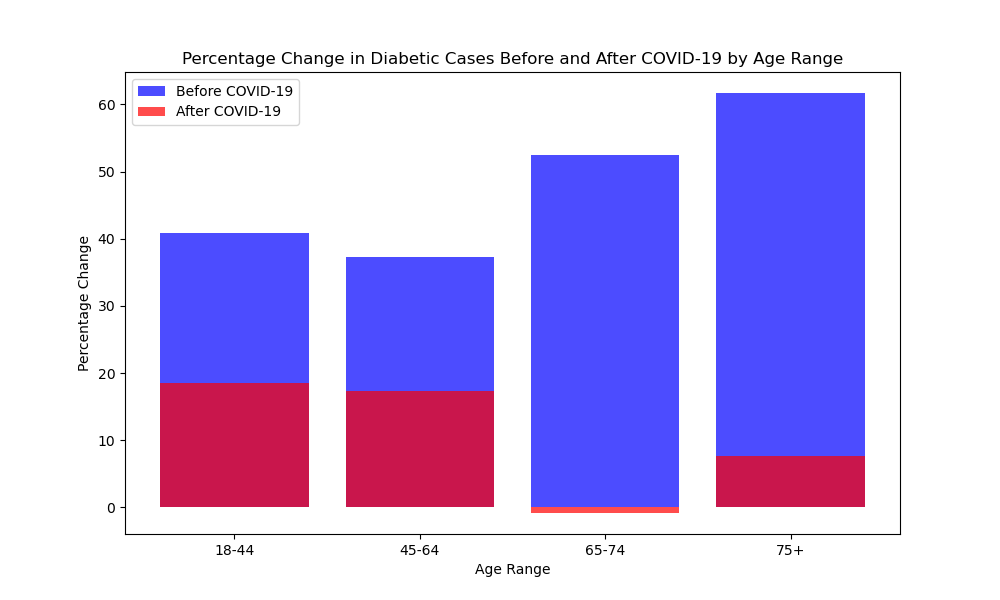 Percentage Change in Diabetic Cases Before and After COVID-19 by Age Range
Before COVID-19
After COVID-19
60
50
40
30
20
10
0
Percentage Change
18-44 45-64 65-74 75+
Age Range